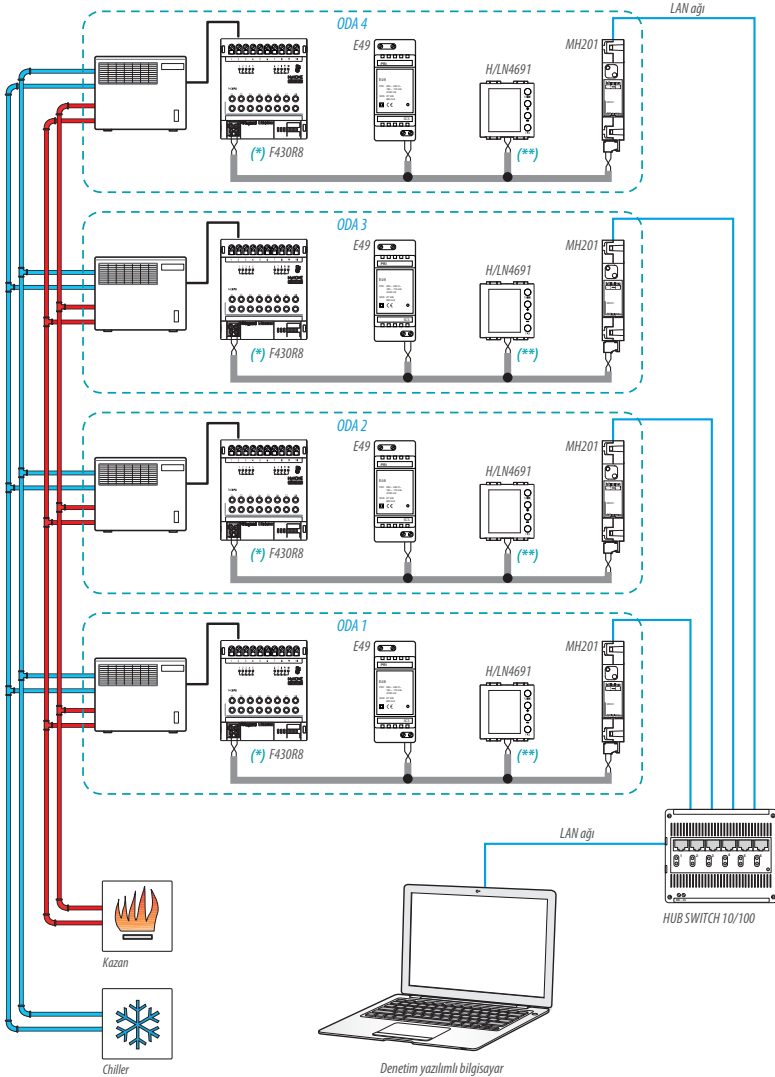 LAN ağı
ODA 4
E49
H/LN4691
MH201
(*) F430R8
(**)
ODA 3
E49
H/LN4691
MH201
(*) F430R8
(**)
ODA 2
E49
H/LN4691
MH201
(*) F430R8
(**)
ODA 1
E49
H/LN4691
MH201
(*) F430R8
(**)
LAN ağı
HUB SWITCH 10/100
Kazan
Chiller
Denetim yazılımlı bilgisayar